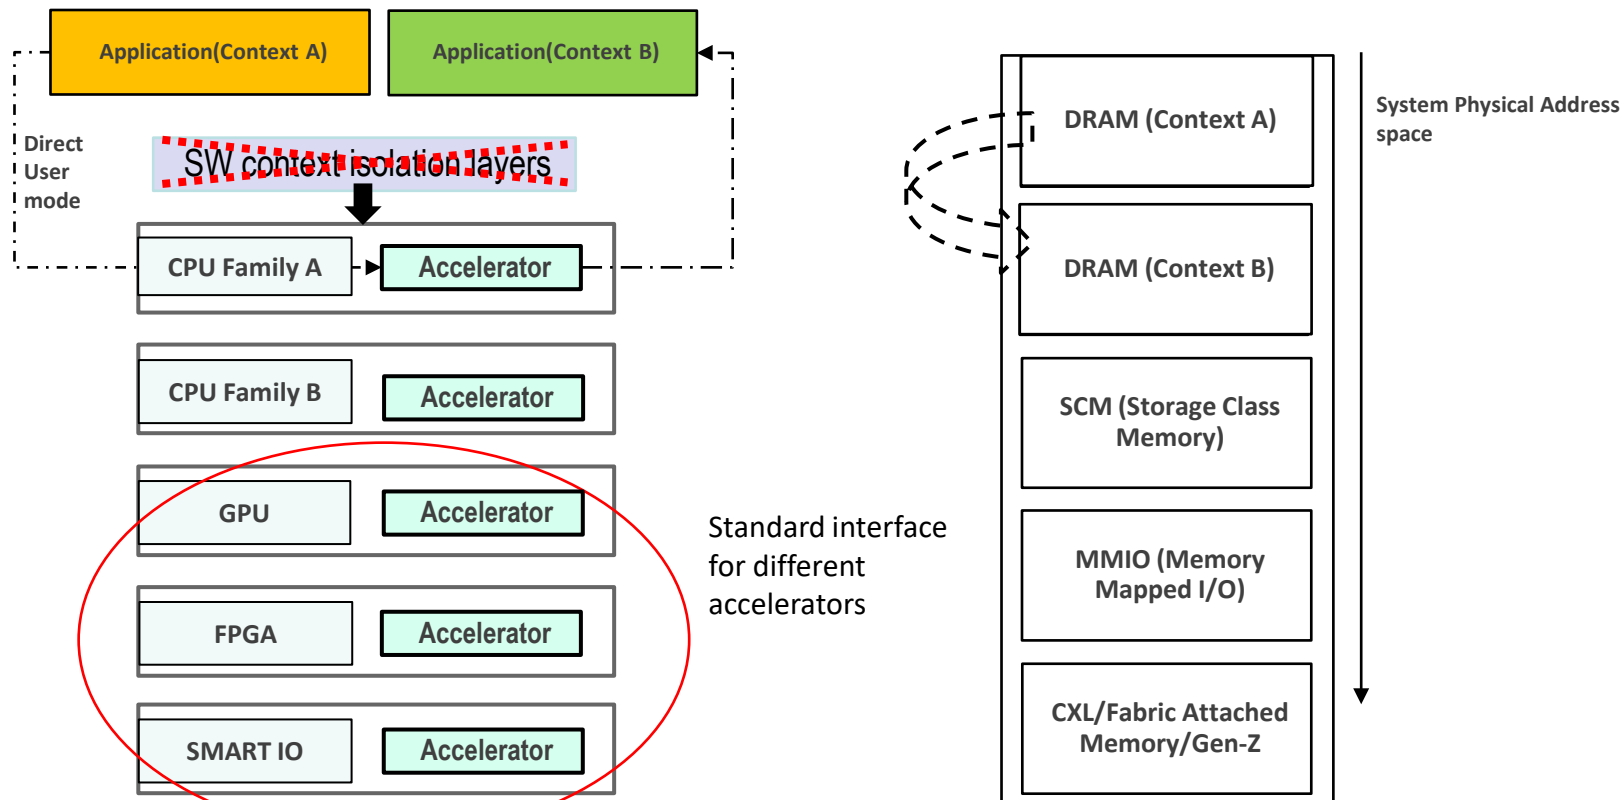 Application(Context A)
Application(Context B)
Direct
User
mode
SW context isolation layers
CPU Family A
Accelerator
CPU Family B
Accelerator
GPU
Accelerator
FPGA
Accelerator
SMART IO
Accelerator
Standard interface
for different
accelerators
DRAM (Context A)
DRAM (Context B)
SCM (Storage Class
Memory)
MMIO (Memory
Mapped I/O)
CXL/Fabric Attached
Memory/Gen-Z
System Physical Address
space